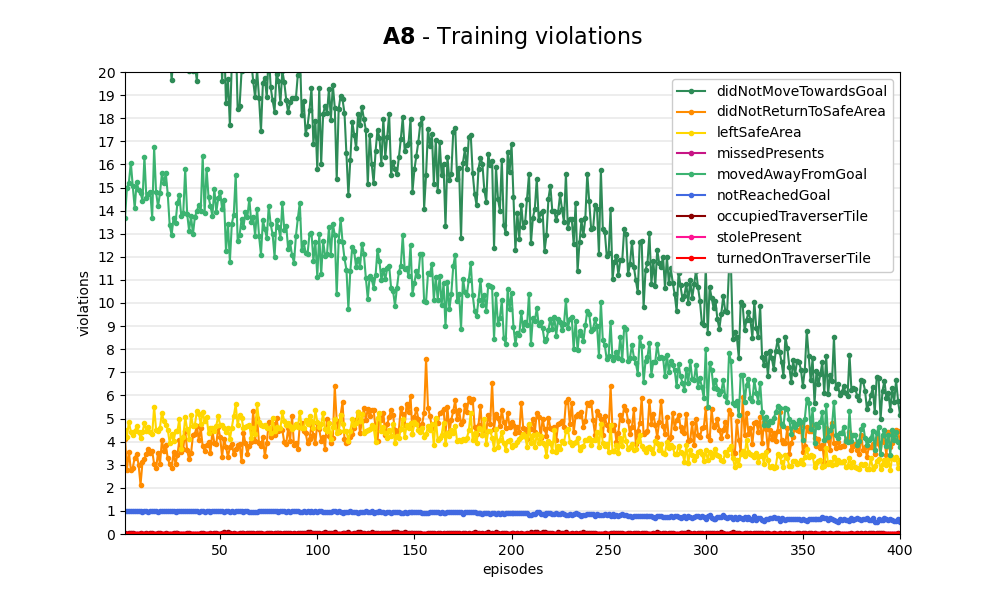 A8 - Training violations
violations
20
19
18
17
16
15
14
13
12
11
10
9
8
7
6
5
4
3
2
1
0
didNotMoveTowardsGoal
didNotReturnToSafeArea
leftSafeArea
missedPresents
movedAwayFromGoal
notReachedGoal
occupiedTraverserTile
stolePresent
turnedOnTraverserTile
50 100 150 200 250 300 350 400
episodes